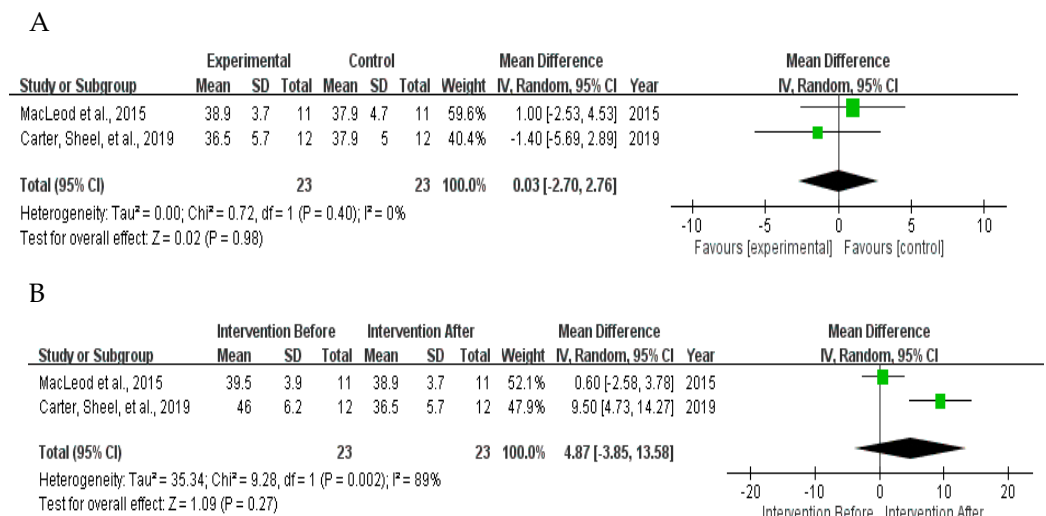 A
Experimental Control Mean Difference Mean Difference
Study or Subgroup Mean SD Total Mean SD Total Weight IV, Random, 95% CI Year IV, Random, 95% CI
MacLeod et al., 2015 38.9 3.7 11 37.9 4.7 11 59.6% 1.00 [-2.53, 4.53] 2015
Carter, Sheel, et al., 2019 36.5 5.7 12 37.9 5 12 40.4% -1.40 [-5.69, 2.89] 2019
Total (95% CI) 23 23 100.0% 0.03 [-2.70, 2.76]
Heterogeneity: Tau² = 0.00; Chi² = 0.72, df = 1 (P = 0.40); I² = 0%
Test for overall effect: Z = 0.02 (P = 0.98)
-10 -5 0 5 10
Favours [experimental] Favours [control]
B
Intervention Before Intervention After Mean Difference Mean Difference
Study or Subgroup Mean SD Total Mean SD Total Weight IV, Random, 95% CI Year IV, Random, 95% CI
MacLeod et al., 2015 39.5 3.9 11 38.9 3.7 11 52.1% 0.60 [-2.58, 3.78] 2015
Carter, Sheel, et al., 2019 46 6.2 12 36.5 5.7 12 47.9% 9.50 [4.73, 14.27] 2019
Total (95% CI) 23 23 100.0% 4.87 [-3.85, 13.58]
Heterogeneity: Tau² = 35.34; Chi² = 9.28, df = 1 (P = 0.002); I² = 89%
Test for overall effect: Z = 1.09 (P = 0.27)
-20 -10 0 10 20
Intervention Before Intervention After